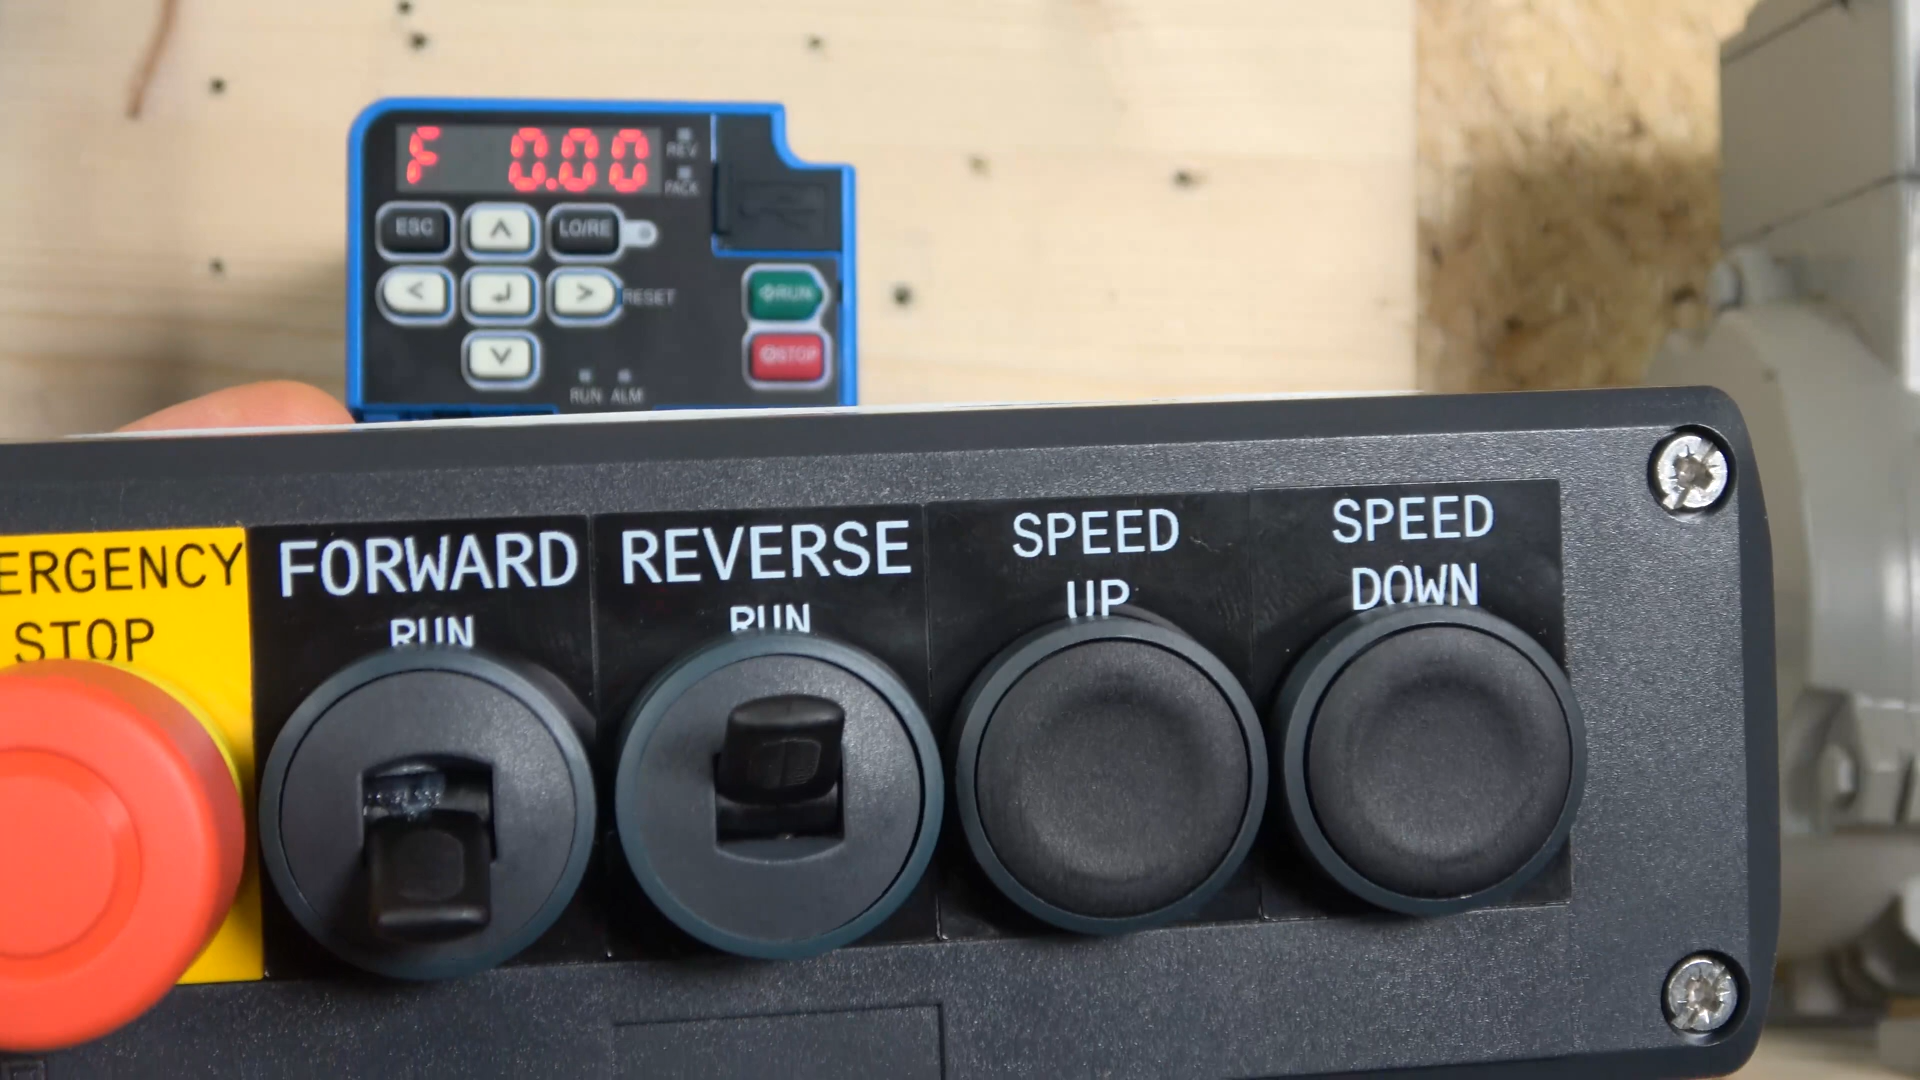 F 0.00
REV
PACK
ESC
LO/RE
RESET
RUN
STOP
RUN ALM
ERGENCY
STOP
FORWARD
RUN
REVERSE
RUN
SPEED
UP
SPEED
DOWN